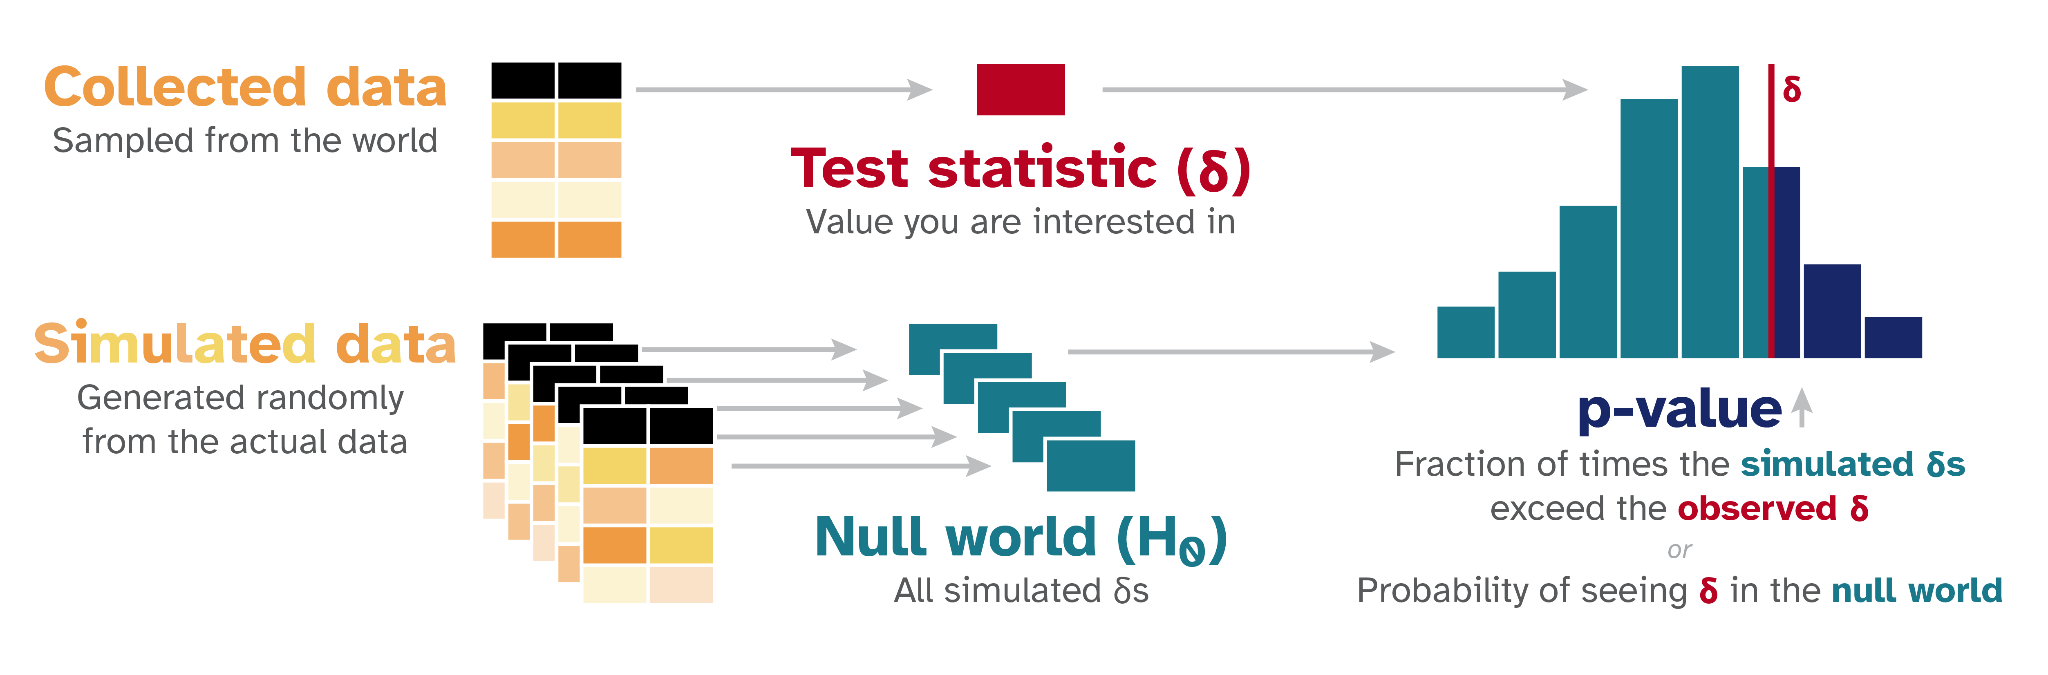 Collected data
Sampled from the world
Test statistic (δ)
Value you are interested in
δ
Simulated data
Generated randomly
from the actual data
Null world (H₀)
All simulated δs
p-value
Fraction of times the simulated δs
exceed the observed δ
or
Probability of seeing δ in the null world